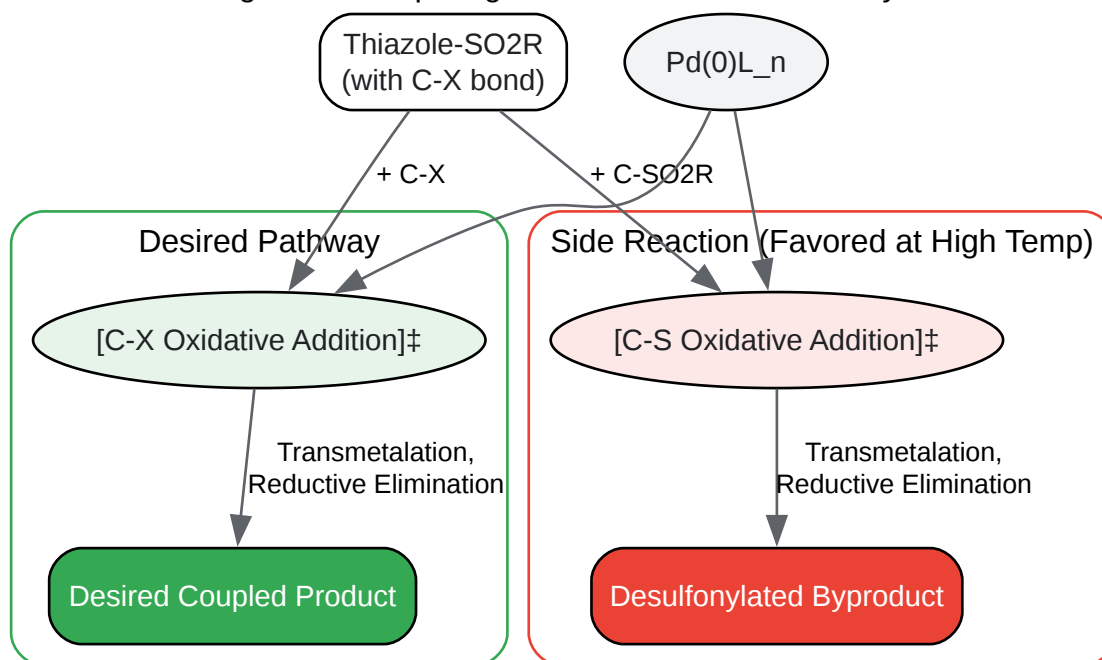 Thiazole-SO2R
(with C-X bond)
Pd(0)L_n
+ C-X
+ C-SO2R
Desired Pathway
Side Reaction (Favored at High Temp)
[C-X Oxidative Addition]‡
[C-S Oxidative Addition]‡
Transmetalation,
Reductive Elimination
Transmetalation,
Reductive Elimination
Desired Coupled Product
Desulfonylated Byproduct